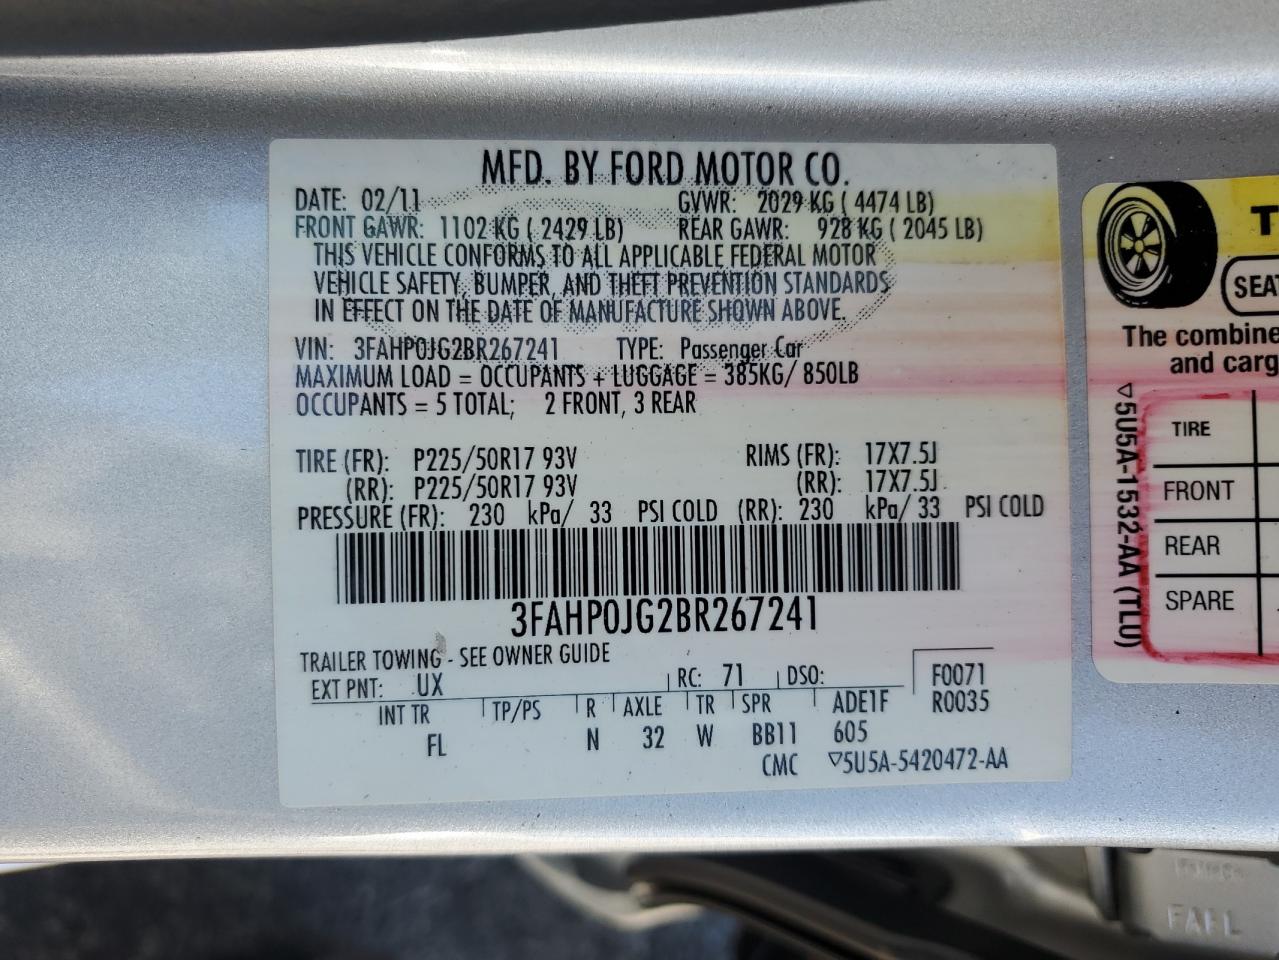 MFD. BY FORD MOTOR CO.
DATE: 02/11 GVWR: 2029 KG ( 4474 LB)
FRONT GAWR: 1102 KG ( 2429 LB) REAR GAWR: 928 KG ( 2045 LB)
THIS VEHICLE CONFORMS TO ALL APPLICABLE FEDERAL MOTOR
VEHICLE SAFETY, BUMPER, AND THEFT PREVENTION STANDARDS
IN EFFECT ON THE DATE OF MANUFACTURE SHOWN ABOVE.
VIN: 3FAHP0JG2BR267241 TYPE: Passenger Car
MAXIMUM LOAD = OCCUPANTS + LUGGAGE = 385KG/ 850LB
OCCUPANTS = 5 TOTAL; 2 FRONT, 3 REAR
TIRE (FR): P225/50R17 93V RIMS (FR): 17X7.5J
(RR): P225/50R17 93V (RR): 17X7.5J
PRESSURE (FR): 230 kPa/ 33 PSI COLD (RR): 230 kPa/ 33 PSI COLD
3FAHP0JG2BR267241
TRAILER TOWING - SEE OWNER GUIDE
EXT PNT: UX RC: 71 DSO: F0071
INT TR TP/PS R AXLE TR SPR ADE1F R0035
FL N 32 W BB11 605
CMC ▽5U5A-5420472-AA
T
SEAT
The combine
and carg
▽5U5A-1532-AA (TLU)
TIRE
FRONT
REAR
SPARE